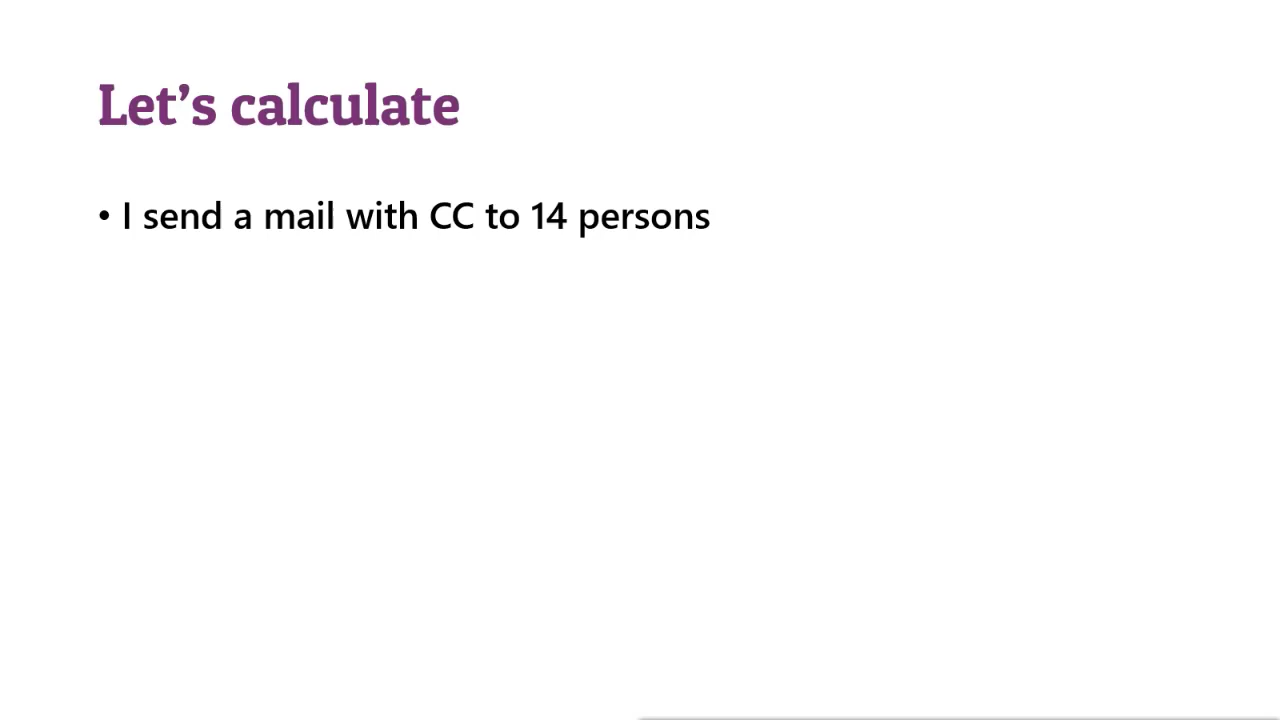 Let’s calculate
• I send a mail with CC to 14 persons